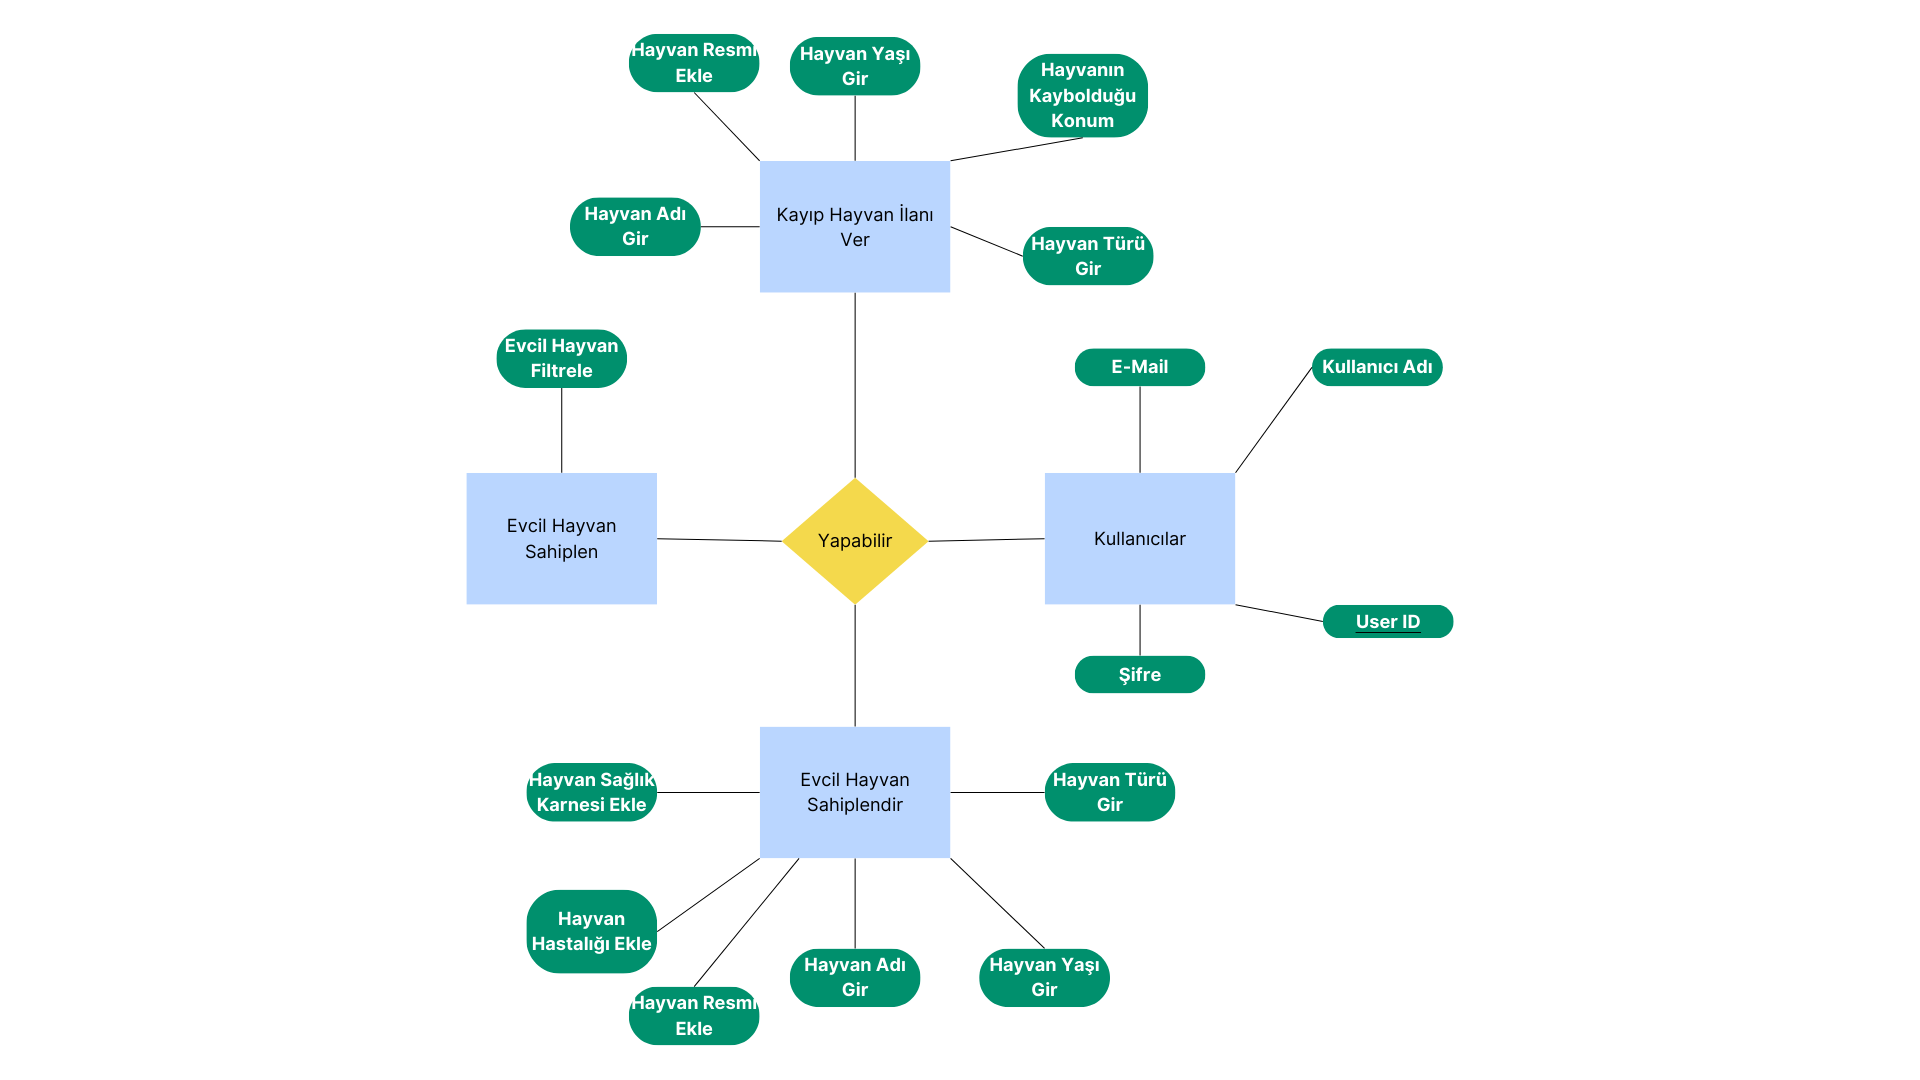 Hayvan Resmi
Ekle
Hayvan Yaşı
Gir
Hayvanın
Kaybolduğu
Konum
Hayvan Adı
Gir
Kayıp Hayvan İlanı
Ver
Hayvan Türü
Gir
Evcil Hayvan
Filtrele
E-Mail
Kullanıcı Adı
Evcil Hayvan
Sahiplen
Yapabilir
Kullanıcılar
User ID
Şifre
Hayvan Sağlık
Karnesi Ekle
Evcil Hayvan
Sahiplendir
Hayvan Türü
Gir
Hayvan
Hastalığı Ekle
Hayvan Resmi
Ekle
Hayvan Adı
Gir
Hayvan Yaşı
Gir